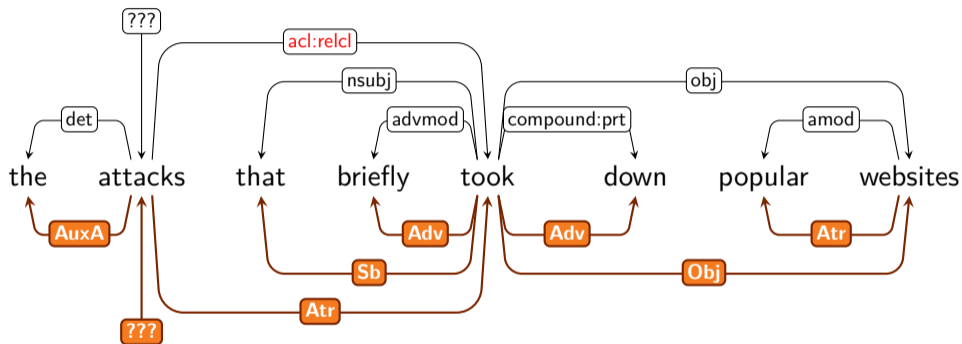 ???
acl:relcl
nsubj obj
det advmod compound:prt amod
the attacks that briefly took down popular websites
AuxA Adv Adv Atr
Sb Obj
Atr
???